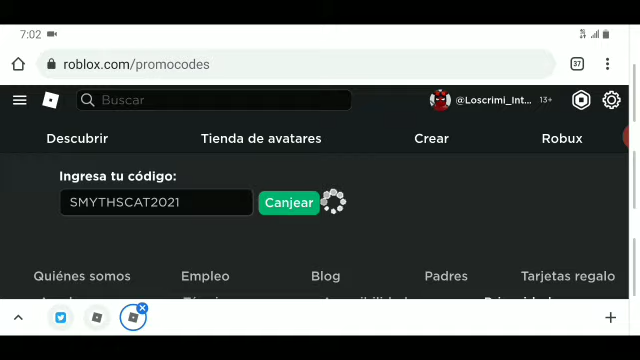 7:02
roblox.com/promocodes
37
Buscar
@Loscrimi_Int... 13+
Descubrir Tienda de avatares Crear Robux
Ingresa tu código:
SMYTHSCAT2021 Canjear
Quiénes somos Empleo Blog Padres Tarjetas regalo